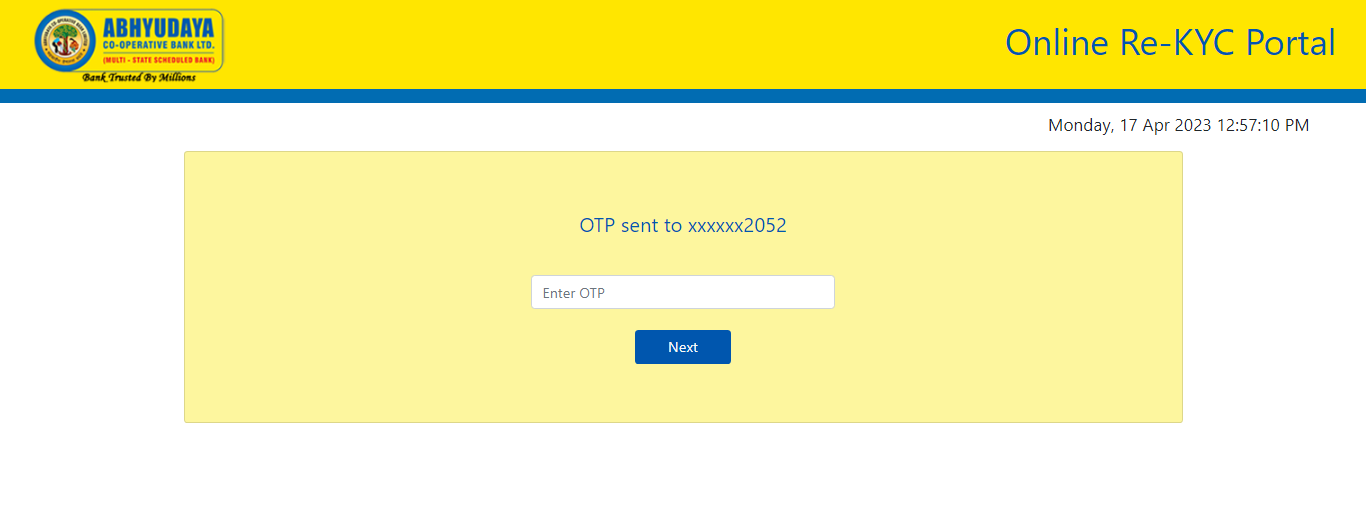 ABHYUDAYA
CO-OPERATIVE BANK LTD.
(MULTI - STATE SCHEDULED BANK)
Bank Trusted By Millions
Online Re-KYC Portal
Monday, 17 Apr 2023 12:57:10 PM
OTP sent to xxxxxx2052
Enter OTP
Next